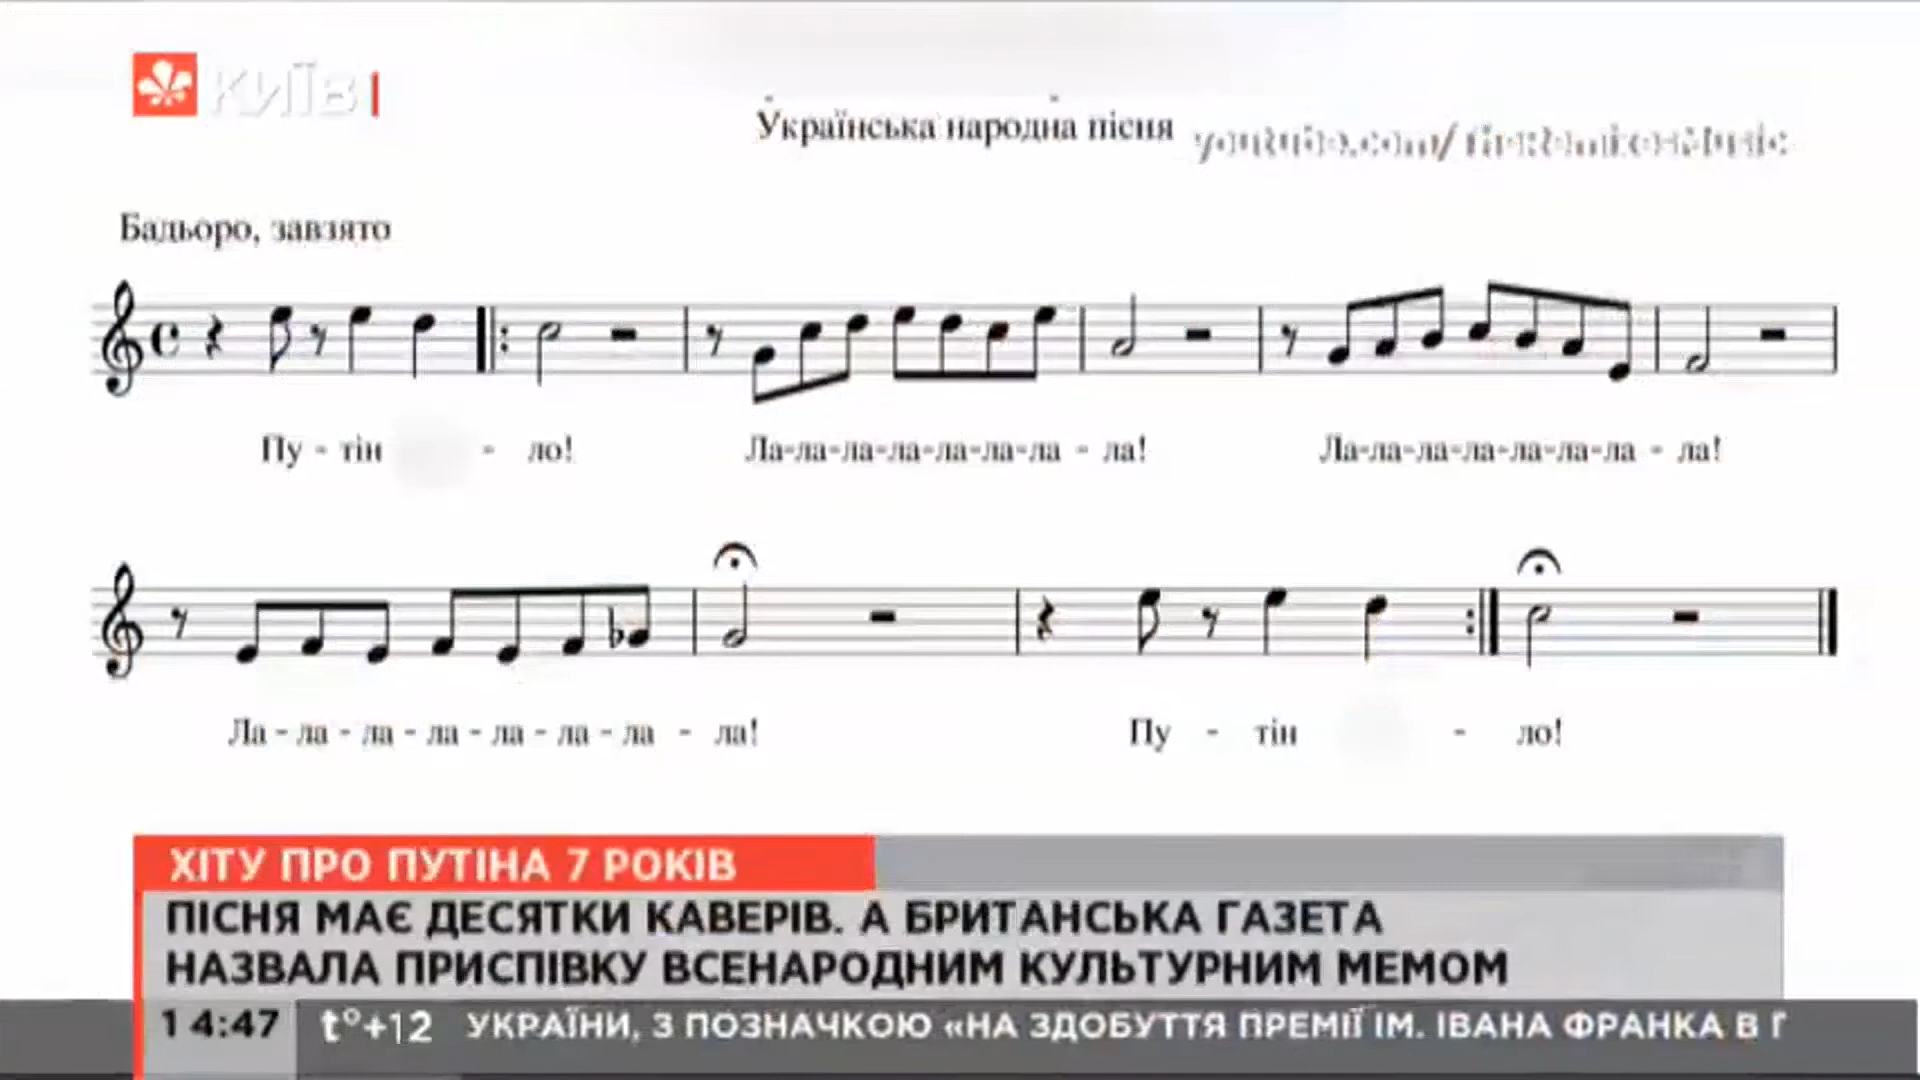 КИЇВ
Українська народна пісня
Бадьоро, завзято
Пу - тін - ло! Ла-ла-ла-ла-ла-ла-ла - ла! Ла-ла-ла-ла-ла-ла-ла - ла!
Ла - ла - ла - ла - ла - ла - ла - ла! Пу - тін - ло!
ХІТУ ПРО ПУТІНА 7 РОКІВ
ПІСНЯ МАЄ ДЕСЯТКИ КАВЕРІВ. А БРИТАНСЬКА ГАЗЕТА
НАЗВАЛА ПРИСПІВКУ ВСЕНАРОДНИМ КУЛЬТУРНИМ МЕМОМ
14:47 t°+12 УКРАЇНИ, З ПОЗНАЧКОЮ «НА ЗДОБУТТЯ ПРЕМІЇ ІМ. ІВАНА ФРАНКА В